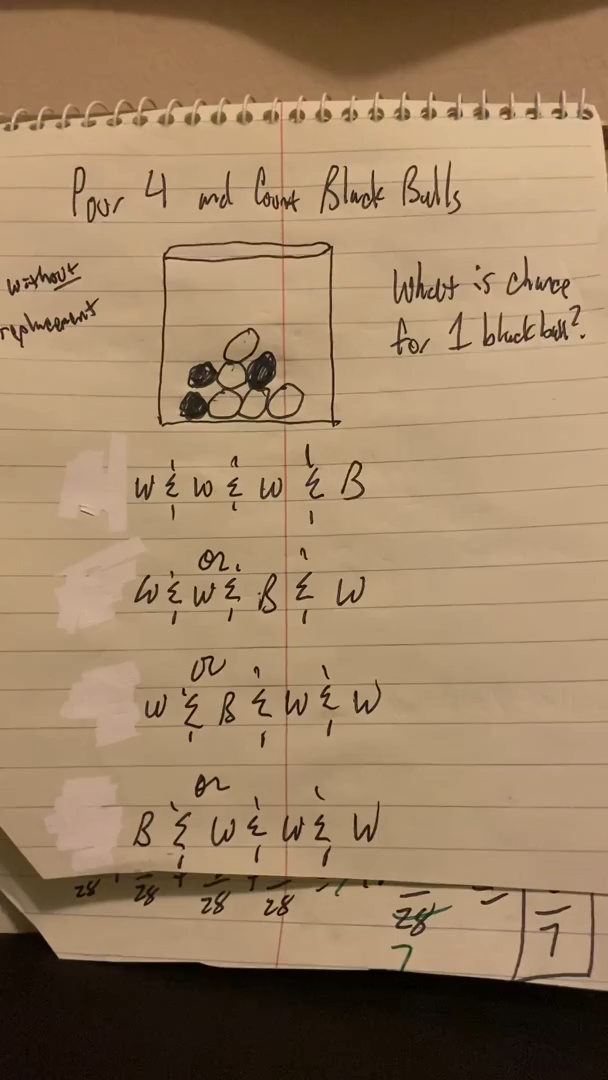 Pour 4 and Count Black Balls
without
replacement
What is chance
for 1 black ball?
W & W & W & B
or
W & W & B & W
or
W & B & W & W
or
B & W & W & W
28 28 28 28 28 7
7